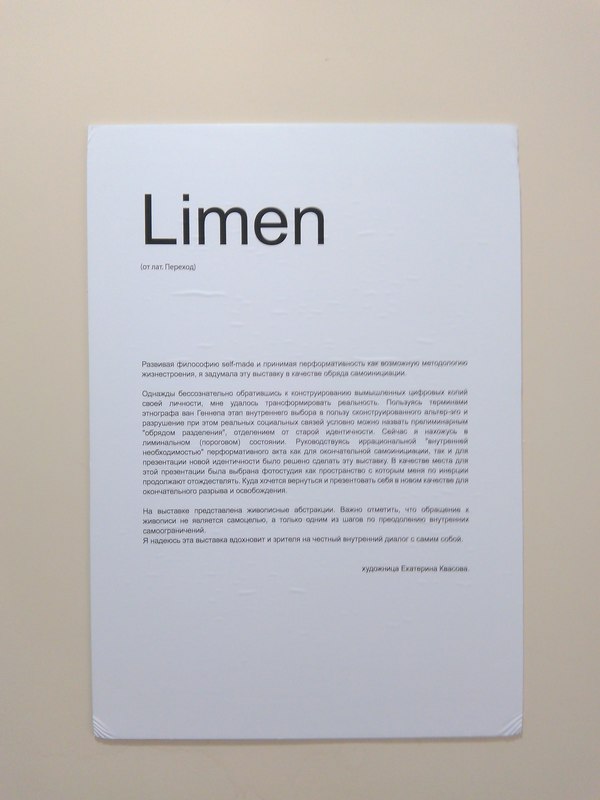 Limen
(от лат. Переход)
Развивая философию self-made и принимая перформативность как возможную методологию
жизнестроения, я задумала эту выставку в качестве обряда самоинициации.
Однажды бессознательно обратившись к конструированию вымышленных цифровых копий
своей личности, мне удалось трансформировать реальность. Пользуясь терминами
этнографа ван Геннепа этап внутреннего выбора в пользу сконструированного альтер-эго и
разрушение при этом реальных социальных связей условно можно назвать прелиминарным
"обрядом разделения", отделением от старой идентичности. Сейчас я нахожусь в
лиминальном (пороговом) состоянии. Руководствуясь иррациональной "внутренней
необходимостью" перформативного акта как для окончательной самоинициации, так и для
презентации новой идентичности было решено сделать эту выставку. В качестве места для
этой презентации была выбрана фотостудия как пространство с которым меня по инерции
продолжают отождествлять. Куда хочется вернуться и презентовать себя в новом качестве для
окончательного разрыва и освобождения.
На выставке представлена живописные абстракции. Важно отметить, что обращение к
живописи не является самоцелью, а только одним из шагов по преодолению внутренних
самоограничений.
Я надеюсь эта выставка вдохновит и зрителя на честный внутренний диалог с самим собой.
художница Екатерина Квасова.